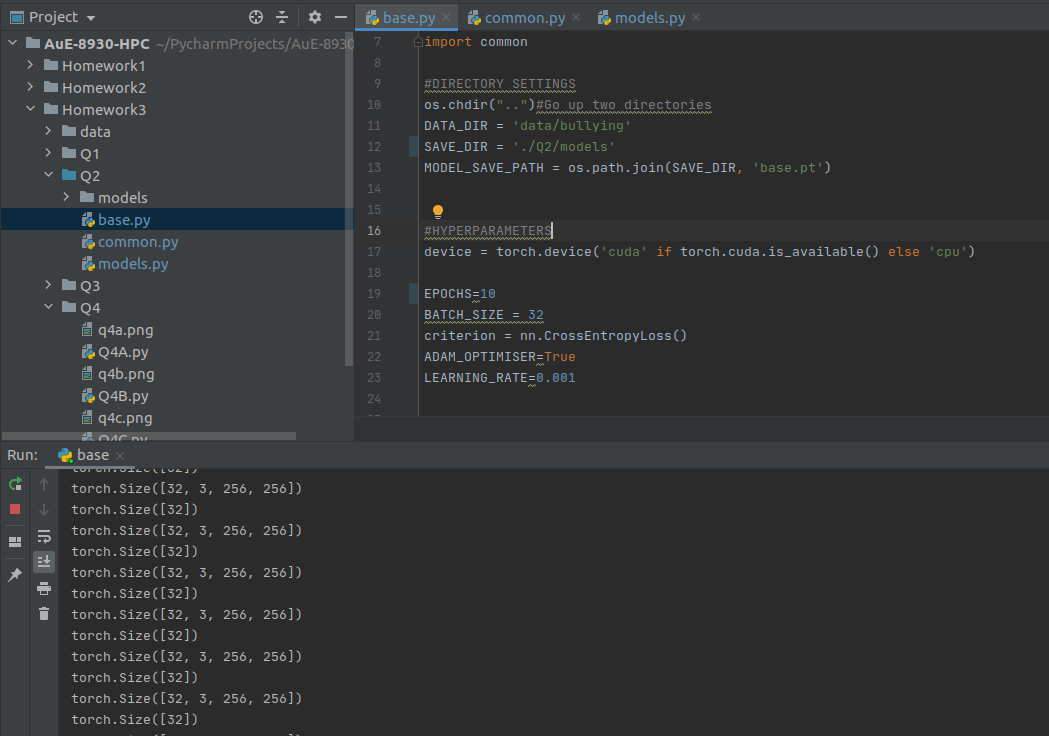 Project
AuE-8930-HPC ~/PycharmProjects/AuE-8930
Homework1
Homework2
Homework3
data
Q1
Q2
models
base.py
common.py
models.py
Q3
Q4
q4a.png
Q4A.py
q4b.png
Q4B.py
q4c.png
Q4C.py
base.py
common.py
models.py
7 import common
8
9 #DIRECTORY SETTINGS
10 os.chdir("..")#Go up two directories
11 DATA_DIR = 'data/bullying'
12 SAVE_DIR = './Q2/models'
13 MODEL_SAVE_PATH = os.path.join(SAVE_DIR, 'base.pt')
14
15
16 #HYPERPARAMETERS
17 device = torch.device('cuda' if torch.cuda.is_available() else 'cpu')
18
19 EPOCHS=10
20 BATCH_SIZE = 32
21 criterion = nn.CrossEntropyLoss()
22 ADAM_OPTIMISER=True
23 LEARNING_RATE=0.001
24
Run: base
torch.Size([32])
torch.Size([32, 3, 256, 256])
torch.Size([32])
torch.Size([32, 3, 256, 256])
torch.Size([32])
torch.Size([32, 3, 256, 256])
torch.Size([32])
torch.Size([32, 3, 256, 256])
torch.Size([32])
torch.Size([32, 3, 256, 256])
torch.Size([32])
torch.Size([32, 3, 256, 256])
torch.Size([32])